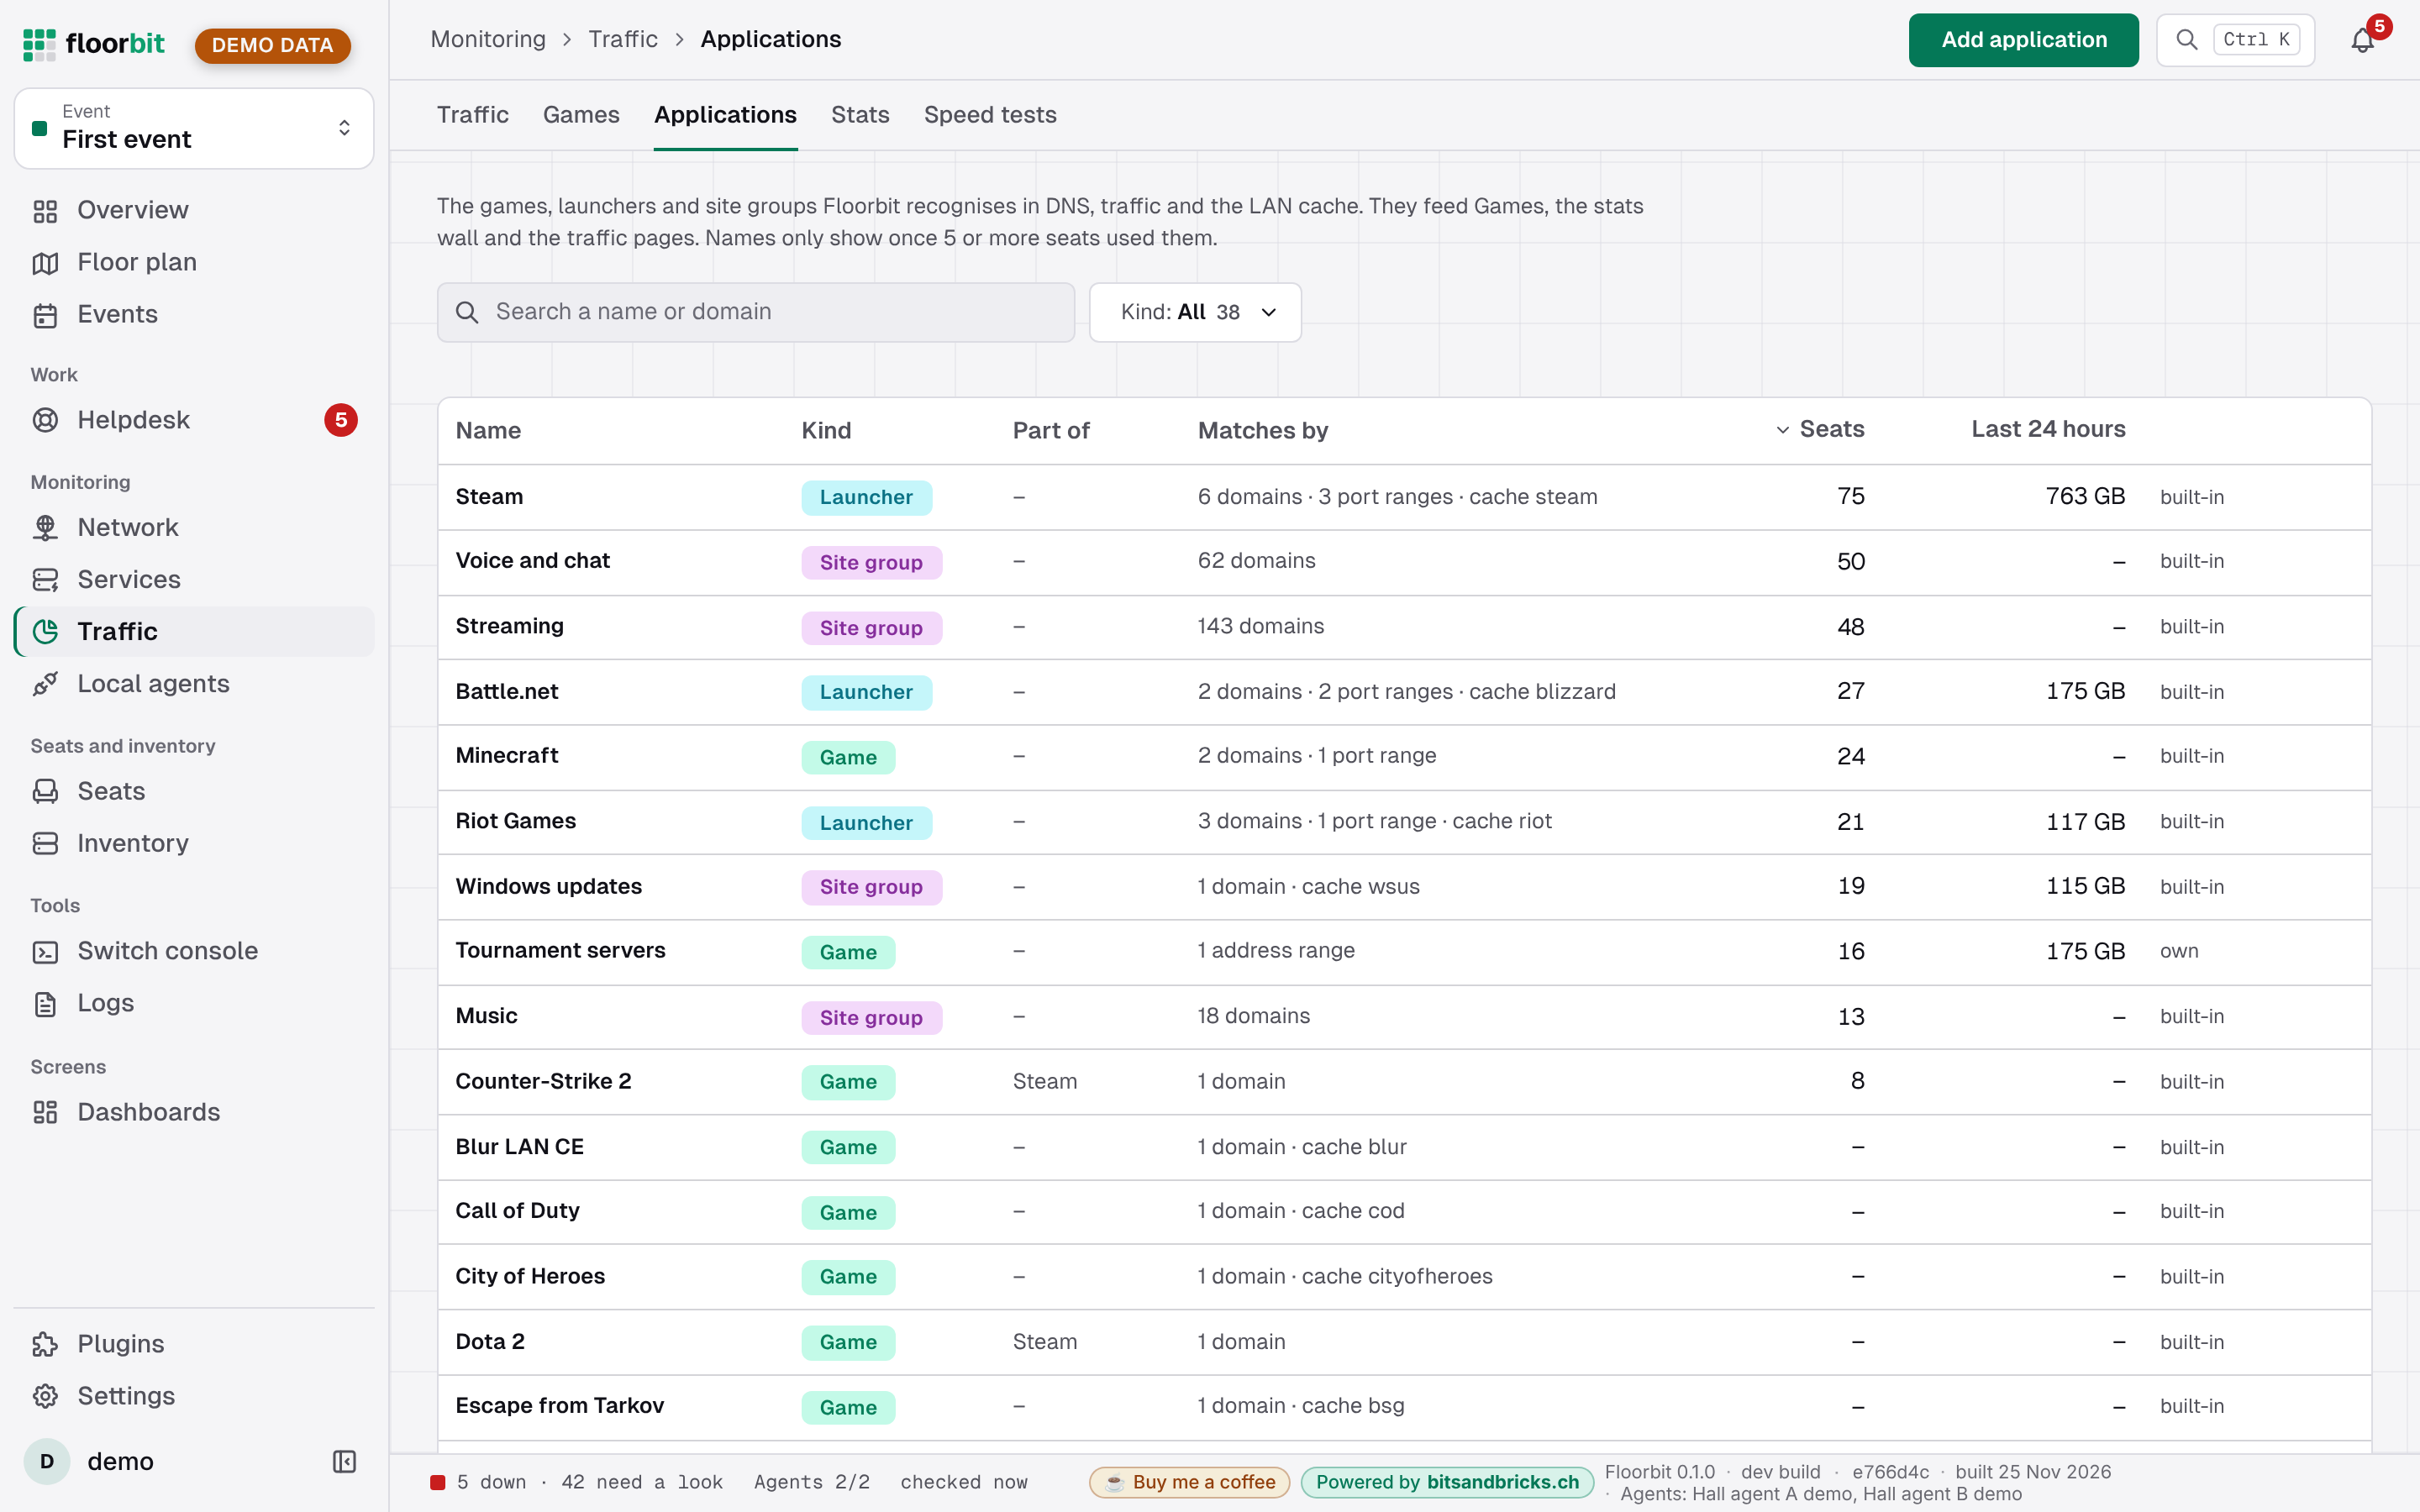 floorbit
DEMO DATA
Event
First event
Overview
Floor plan
Events
Work
Helpdesk 5
Monitoring
Network
Services
Traffic
Local agents
Seats and inventory
Seats
Inventory
Tools
Switch console
Logs
Screens
Dashboards
Plugins
Settings
D demo
Monitoring > Traffic > Applications
Add application
Ctrl K
5
Traffic Games Applications Stats Speed tests
The games, launchers and site groups Floorbit recognises in DNS, traffic and the LAN cache. They feed Games, the stats
wall and the traffic pages. Names only show once 5 or more seats used them.
Search a name or domain
Kind: All 38
Name Kind Part of Matches by Seats Last 24 hours
Steam Launcher – 6 domains · 3 port ranges · cache steam 75 763 GB built-in
Voice and chat Site group – 62 domains 50 – built-in
Streaming Site group – 143 domains 48 – built-in
Battle.net Launcher – 2 domains · 2 port ranges · cache blizzard 27 175 GB built-in
Minecraft Game – 2 domains · 1 port range 24 – built-in
Riot Games Launcher – 3 domains · 1 port range · cache riot 21 117 GB built-in
Windows updates Site group – 1 domain · cache wsus 19 115 GB built-in
Tournament servers Game – 1 address range 16 175 GB own
Music Site group – 18 domains 13 – built-in
Counter-Strike 2 Game Steam 1 domain 8 – built-in
Blur LAN CE Game – 1 domain · cache blur – – built-in
Call of Duty Game – 1 domain · cache cod – – built-in
City of Heroes Game – 1 domain · cache cityofheroes – – built-in
Dota 2 Game Steam 1 domain – – built-in
Escape from Tarkov Game – 1 domain · cache bsg – – built-in
5 down · 42 need a look Agents 2/2 checked now
Buy me a coffee
Powered by bitsandbricks.ch
Floorbit 0.1.0 · dev build · e766d4c · built 25 Nov 2026
· Agents: Hall agent A demo, Hall agent B demo